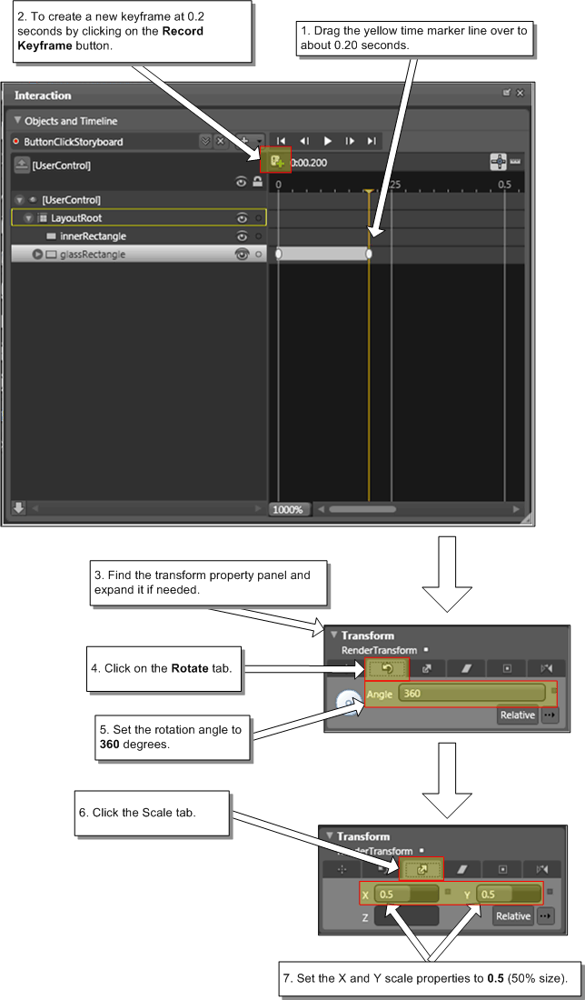 2. To create a new keyframe at 0.2
seconds by clicking on the Record
Keyframe button.
1. Drag the yellow time marker line over to
about 0.20 seconds.
Interaction
Objects and Timeline
ButtonClickStoryboard
[UserControl]
0:00.200
0
.25
0.5
[UserControl]
LayoutRoot
innerRectangle
glassRectangle
1000%
3. Find the transform property panel and
expand it if needed.
Transform
RenderTransform
4. Click on the Rotate tab.
Angle 360
Relative
5. Set the rotation angle to
360 degrees.
6. Click the Scale tab.
Transform
nderTransform
X 0.5 Y 0.5
Z
Relative
7. Set the X and Y scale properties to 0.5 (50% size).